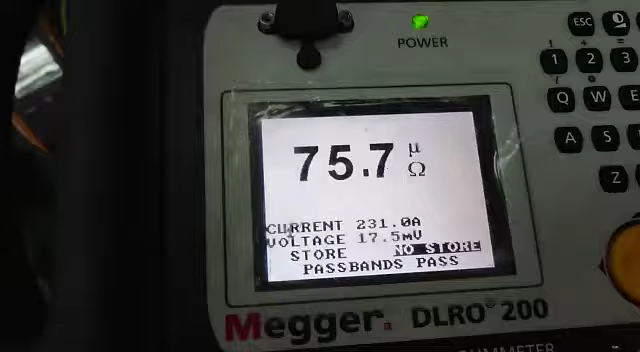 POWER
ESC
1 2 3
Q W E
A S
Z
75.7 μΩ
CURRENT 231.0A
VOLTAGE 17.5mV
STORE NO STORE
PASSBANDS PASS
Megger. DLRO® 200